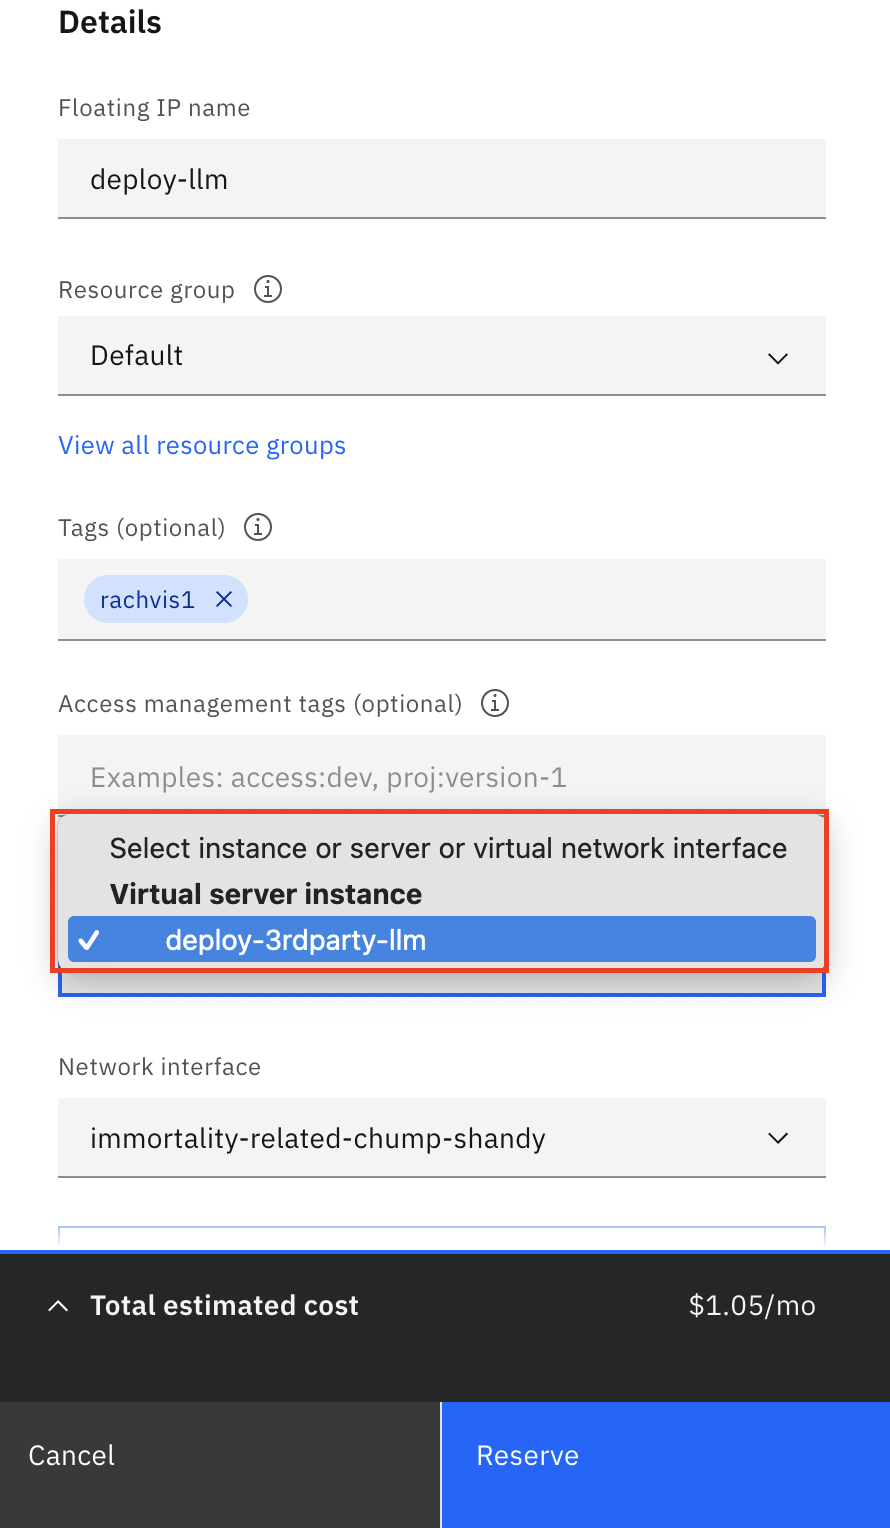 Details
Floating IP name
deploy-llm
Resource group
Default
View all resource groups
Tags (optional)
rachvis1
Access management tags (optional)
Examples: access:dev, proj:version-1
Select instance or server or virtual network interface
Virtual server instance
deploy-3rdparty-llm
Network interface
immortality-related-chump-shandy
Total estimated cost $1.05/mo
Cancel Reserve